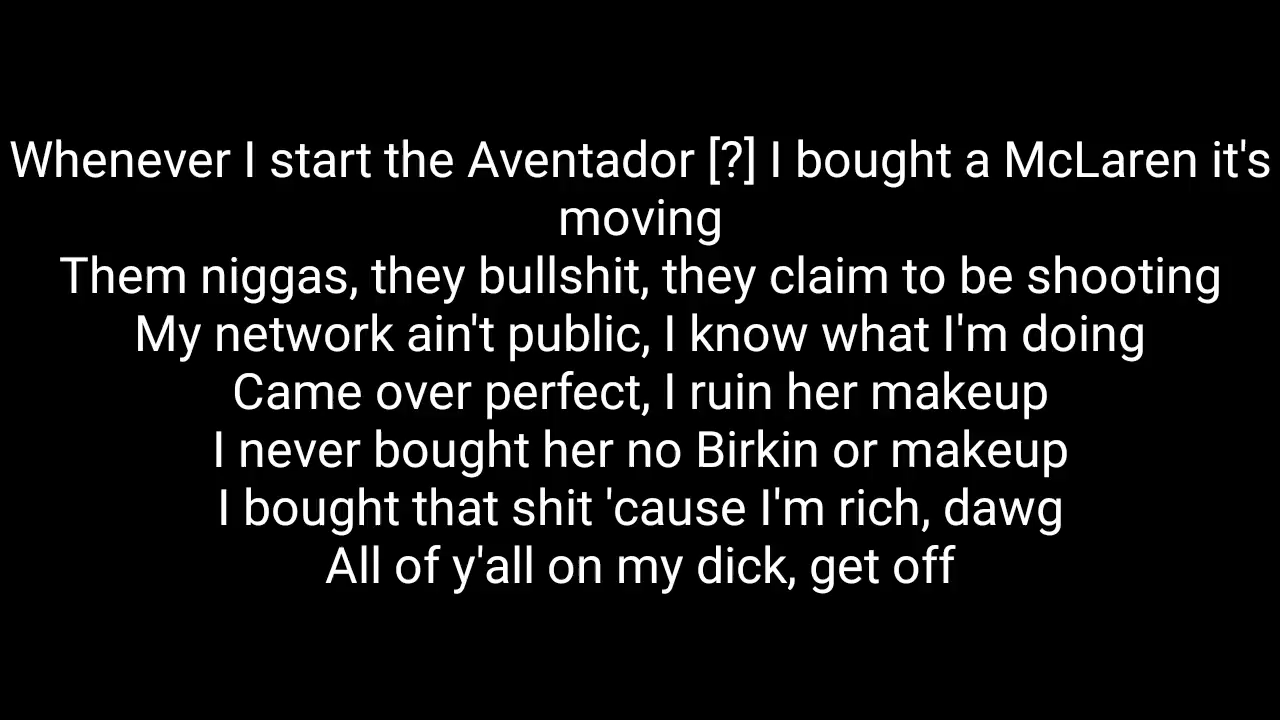 Whenever I start the Aventador [?] I bought a McLaren it's
moving
Them niggas, they bullshit, they claim to be shooting
My network ain't public, I know what I'm doing
Came over perfect, I ruin her makeup
I never bought her no Birkin or makeup
I bought that shit 'cause I'm rich, dawg
All of y'all on my dick, get off